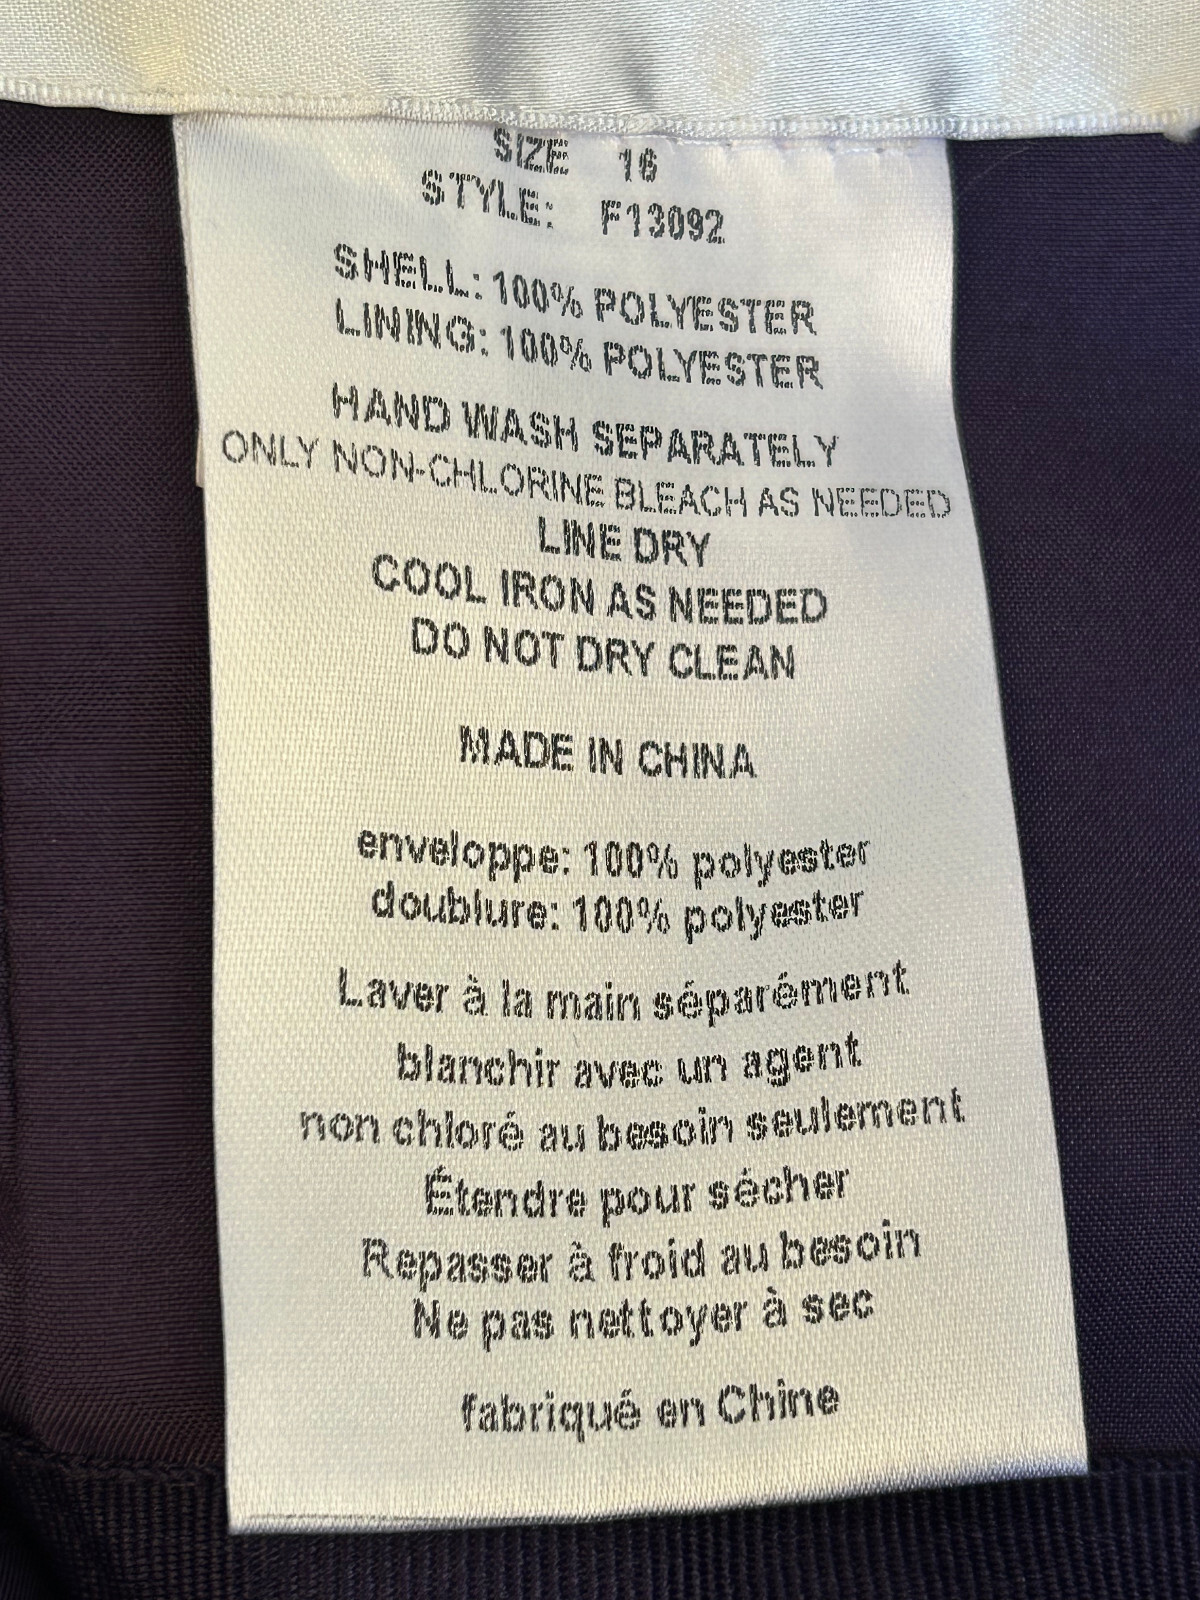 SIZE 16
STYLE: F13092
SHELL: 100% POLYESTER
LINING: 100% POLYESTER
HAND WASH SEPARATELY
ONLY NON-CHLORINE BLEACH AS NEEDED
LINE DRY
COOL IRON AS NEEDED
DO NOT DRY CLEAN
MADE IN CHINA
enveloppe: 100% polyester
doublure: 100% polyester
Laver à la main séparément
blanchir avec un agent
non chloré au besoin seulement
Étendre pour sécher
Repasser à froid au besoin
Ne pas nettoyer à sec
fabriqué en Chine